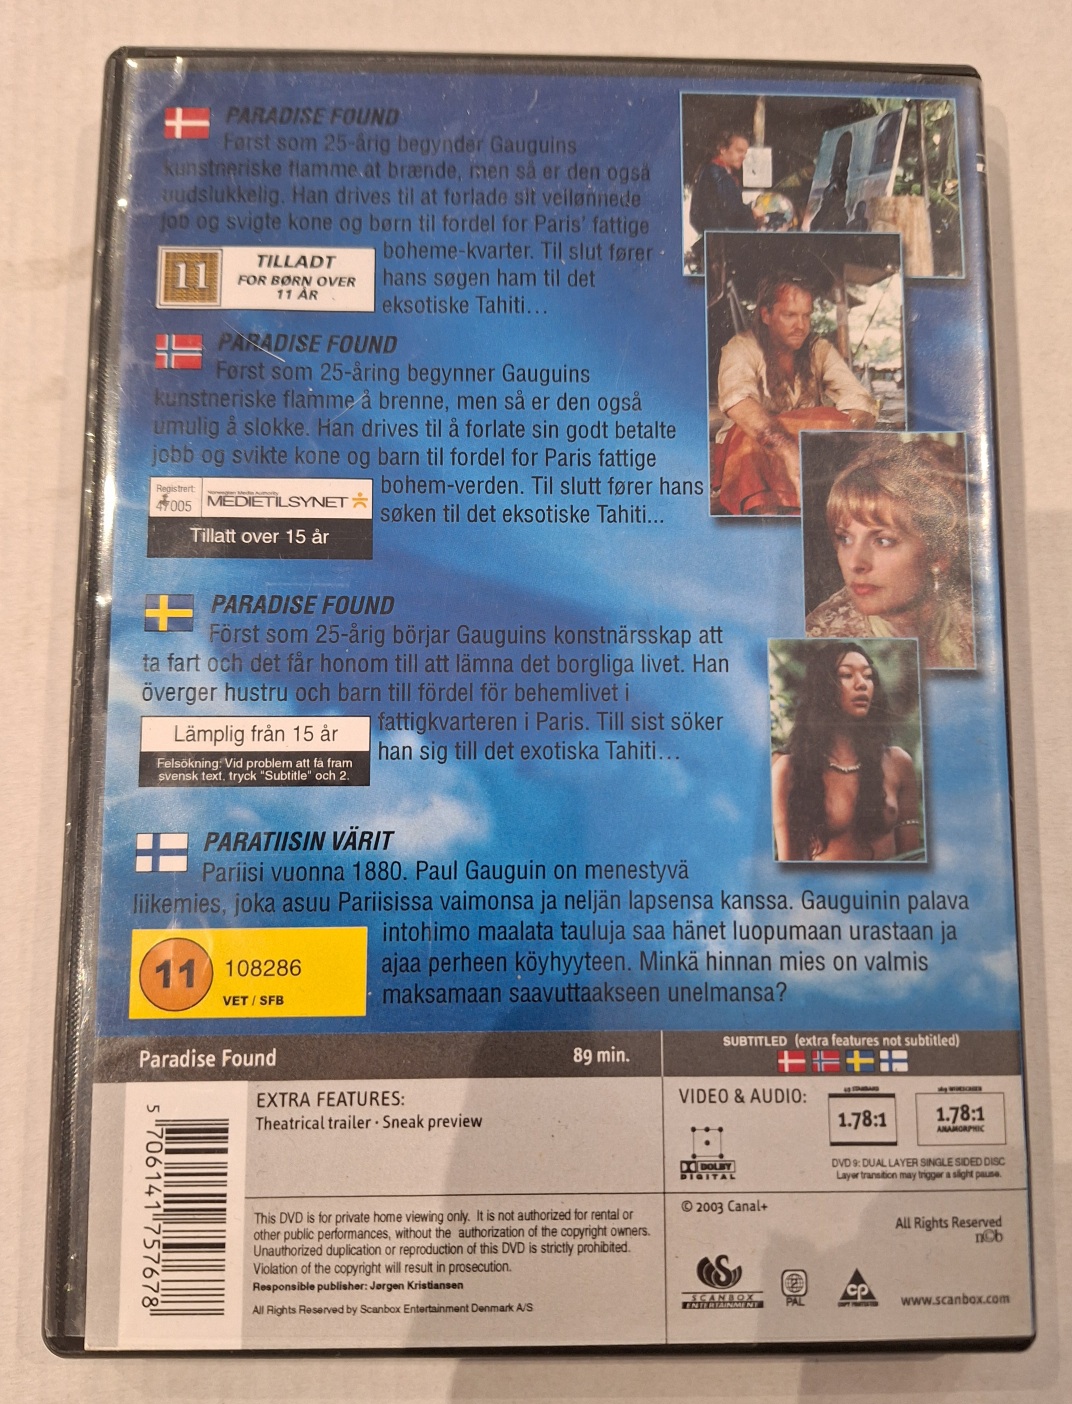 PARADISE FOUND
Først som 25-årig begynder Gauguins
kunstneriske flamme at brænde, men så er den også
uudslukkelig. Han drives til at forlade sit vellønnede
job og svigte kone og børn til fordel for Paris' fattige
boheme-kvarter. Til slut fører
hans søgen ham til det
eksotiske Tahiti...
11
TILLADT
FOR BØRN OVER
11 ÅR
PARADISE FOUND
Først som 25-åring begynner Gauguins
kunstneriske flamme å brenne, men så er den også
umulig å slokke. Han drives til å forlate sin godt betalte
jobb og svikte kone og barn til fordel for Paris fattige
bohem-verden. Til slutt fører hans
søken til det eksotiske Tahiti...
Registrert
47005
Norwegian Media Authority
MEDIETILSYNET
Tillatt over 15 år
PARADISE FOUND
Först som 25-årig börjar Gauguins konstnärsskap att
ta fart och det får honom till att lämna det borgliga livet. Han
överger hustru och barn till fördel för behemlivet i
fattigkvarteren i Paris. Till sist söker
han sig till det exotiska Tahiti...
Lämplig från 15 år
Felsökning: Vid problem att få fram
svensk text, tryck "Subtitle" och 2.
PARATIISIN VÄRIT
Pariisi vuonna 1880. Paul Gauguin on menestyvä
liikemies, joka asuu Pariisissa vaimonsa ja neljän lapsensa kanssa. Gauguinin palava
intohimo maalata tauluja saa hänet luopumaan urastaan ja
ajaa perheen köyhyyteen. Minkä hinnan mies on valmis
maksamaan saavuttaakseen unelmansa?
11
108286
VET / SFB
Paradise Found
89 min.
SUBTITLED (extra features not subtitled)
EXTRA FEATURES:
Theatrical trailer · Sneak preview
VIDEO & AUDIO:
DOLBY
DIGITAL
4:3 STANDARD
1.78:1
16:9 WIDESCREEN
1.78:1
ANAMORPHIC
DVD 9: DUAL LAYER SINGLE SIDED DISC
Layer transition may trigger a slight pause.
5 706141 757678
This DVD is for private home viewing only. It is not authorized for rental or
other public performances, without the authorization of the copyright owners.
Unauthorized duplication or reproduction of this DVD is strictly prohibited.
Violation of the copyright will result in prosecution.
Responsible publisher: Jørgen Kristiansen
All Rights Reserved by Scanbox Entertainment Denmark A/S
© 2003 Canal+
All Rights Reserved
n©b
SCANBOX
ENTERTAINMENT
2
PAL
CP
COPY PROTECTED
www.scanbox.com